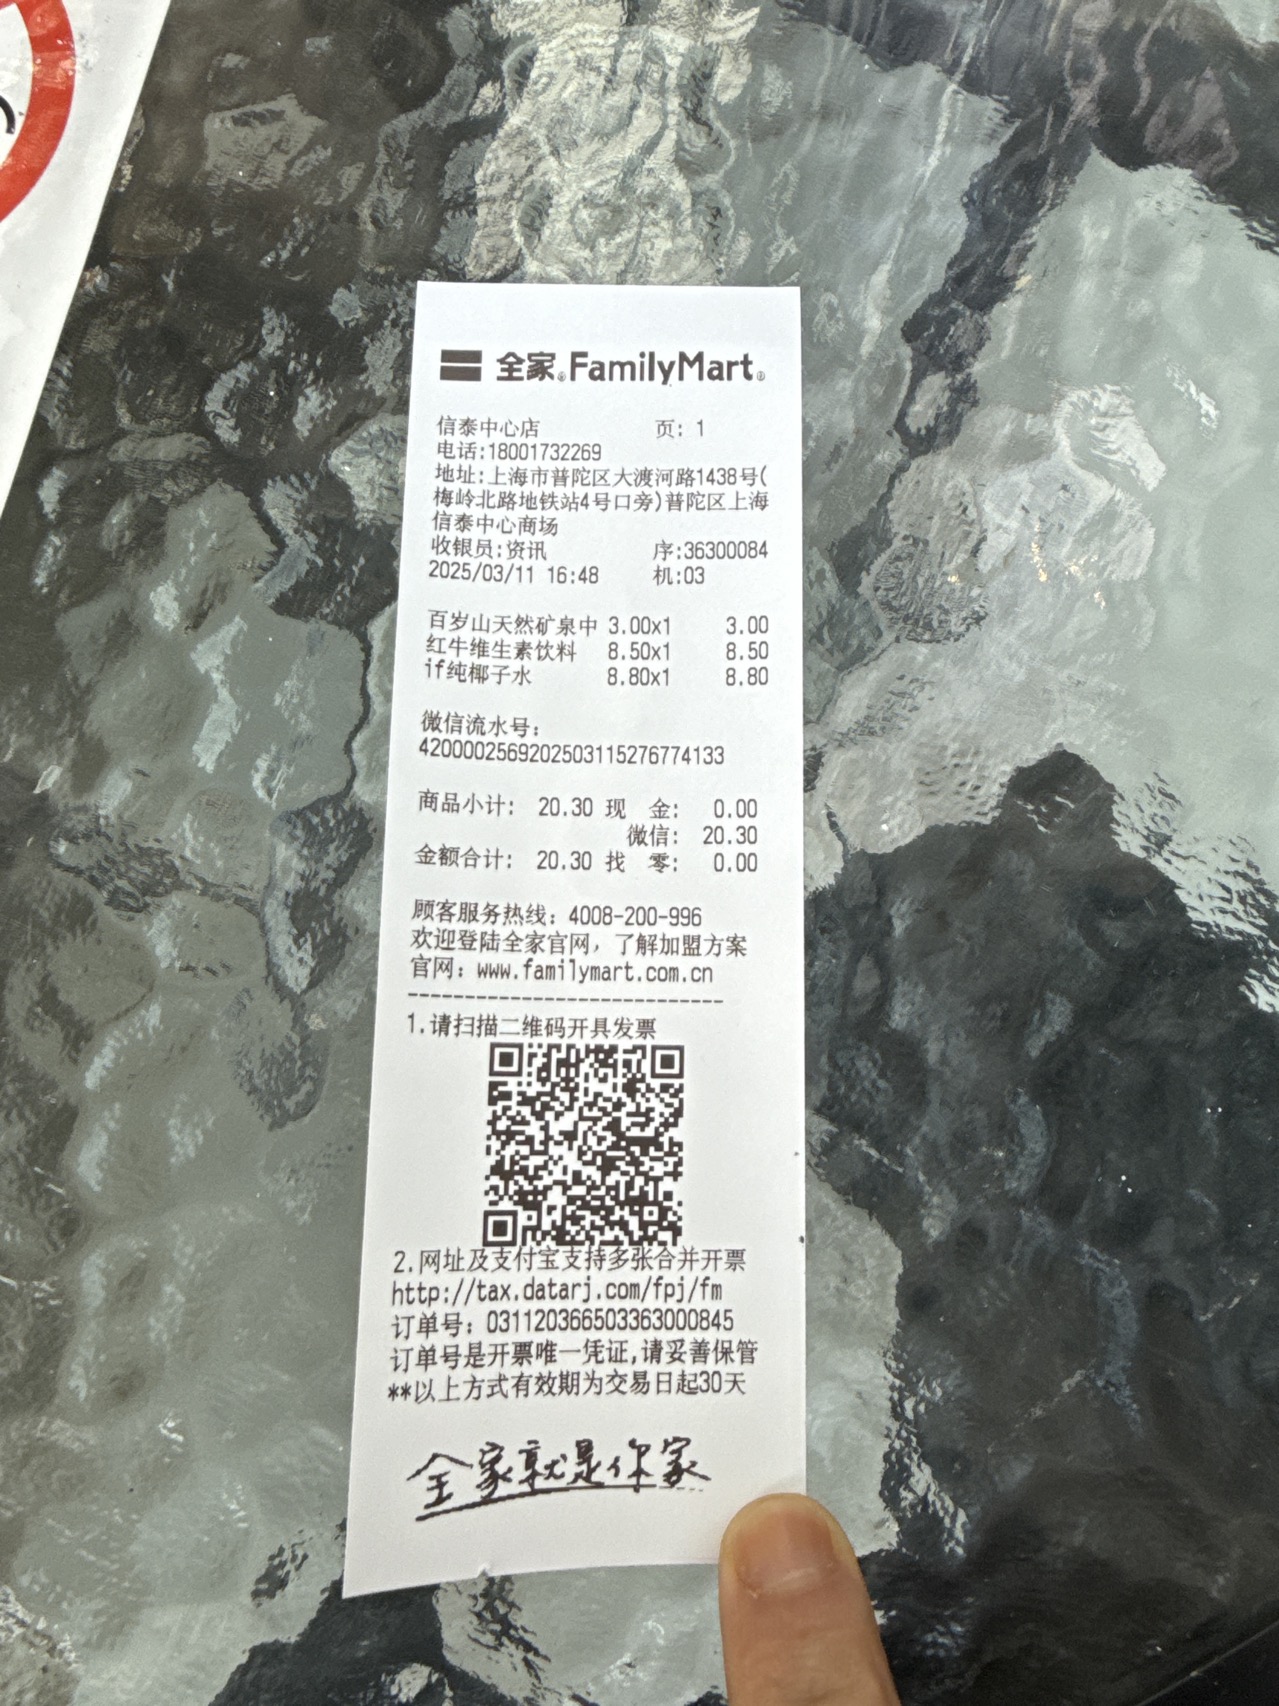 全家 FamilyMart
信泰中心店 页: 1
电话:18001732269
地址:上海市普陀区大渡河路1438号(
梅岭北路地铁站4号口旁)普陀区上海
信泰中心商场
收银员:资讯 序:36300084
2025/03/11 16:48 机:03
百岁山天然矿泉中 3.00x1 3.00
红牛维生素饮料 8.50x1 8.50
if纯椰子水 8.80x1 8.80
微信流水号:
4200002569202503115276774133
商品小计: 20.30 现 金: 0.00
微信: 20.30
金额合计: 20.30 找 零: 0.00
顾客服务热线: 4008-200-996
欢迎登陆全家官网，了解加盟方案
官网: www.familymart.com.cn
1.请扫描二维码开具发票
2.网址及支付宝支持多张合并开票
http://tax.datarj.com/fpj/fm
订单号: 0311203665033630000845
订单号是开票唯一凭证,请妥善保管
**以上方式有效期为交易日起30天
全家就是你家